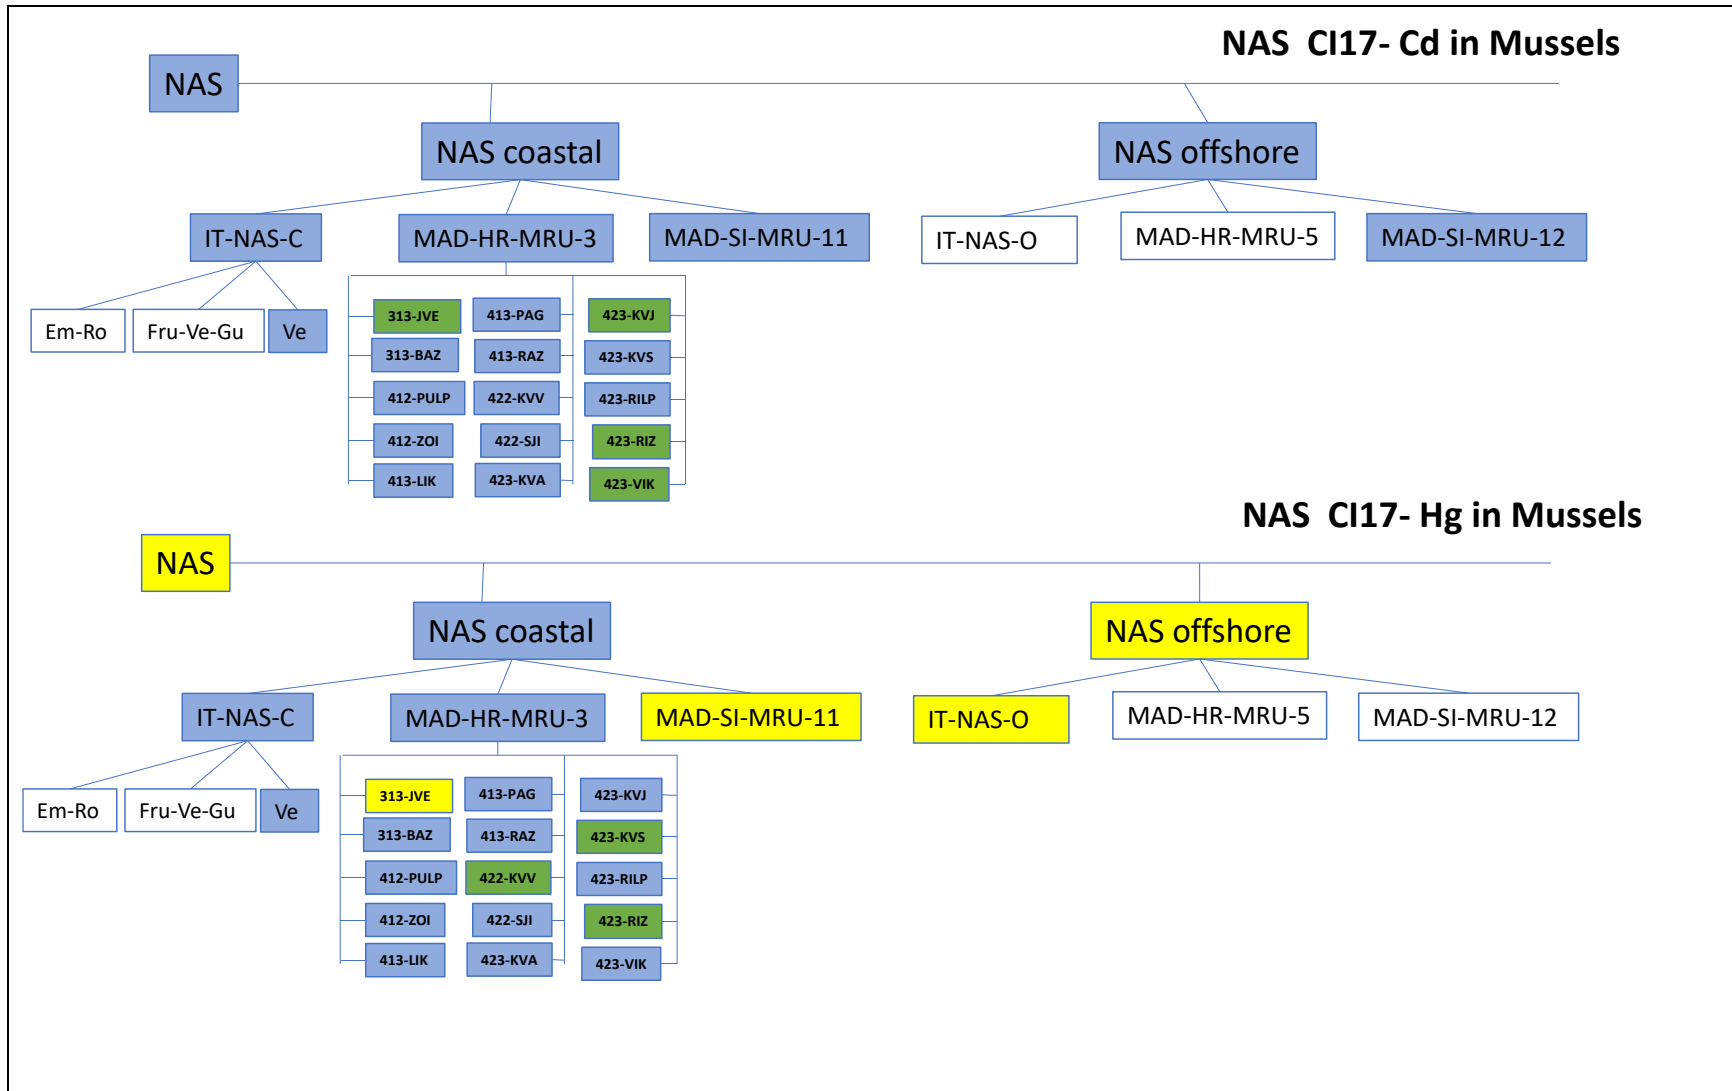 NAS CI17- Cd in Mussels
NAS
NAS coastal
NAS offshore
IT-NAS-C
MAD-HR-MRU-3
MAD-SI-MRU-11
IT-NAS-O
MAD-HR-MRU-5
MAD-SI-MRU-12
Em-Ro
Fru-Ve-Gu
Ve
313-JVE
413-PAG
423-KVJ
313-BAZ
413-RAZ
423-KVS
412-PULP
422-KVV
423-RILP
412-ZOI
422-SJI
423-RIZ
413-LIK
423-KVA
423-VIK
NAS CI17- Hg in Mussels
NAS
NAS coastal
NAS offshore
IT-NAS-C
MAD-HR-MRU-3
MAD-SI-MRU-11
IT-NAS-O
MAD-HR-MRU-5
MAD-SI-MRU-12
Em-Ro
Fru-Ve-Gu
Ve
313-JVE
413-PAG
423-KVJ
313-BAZ
413-RAZ
423-KVS
412-PULP
422-KVV
423-RILP
412-ZOI
422-SJI
423-RIZ
413-LIK
423-KVA
423-VIK